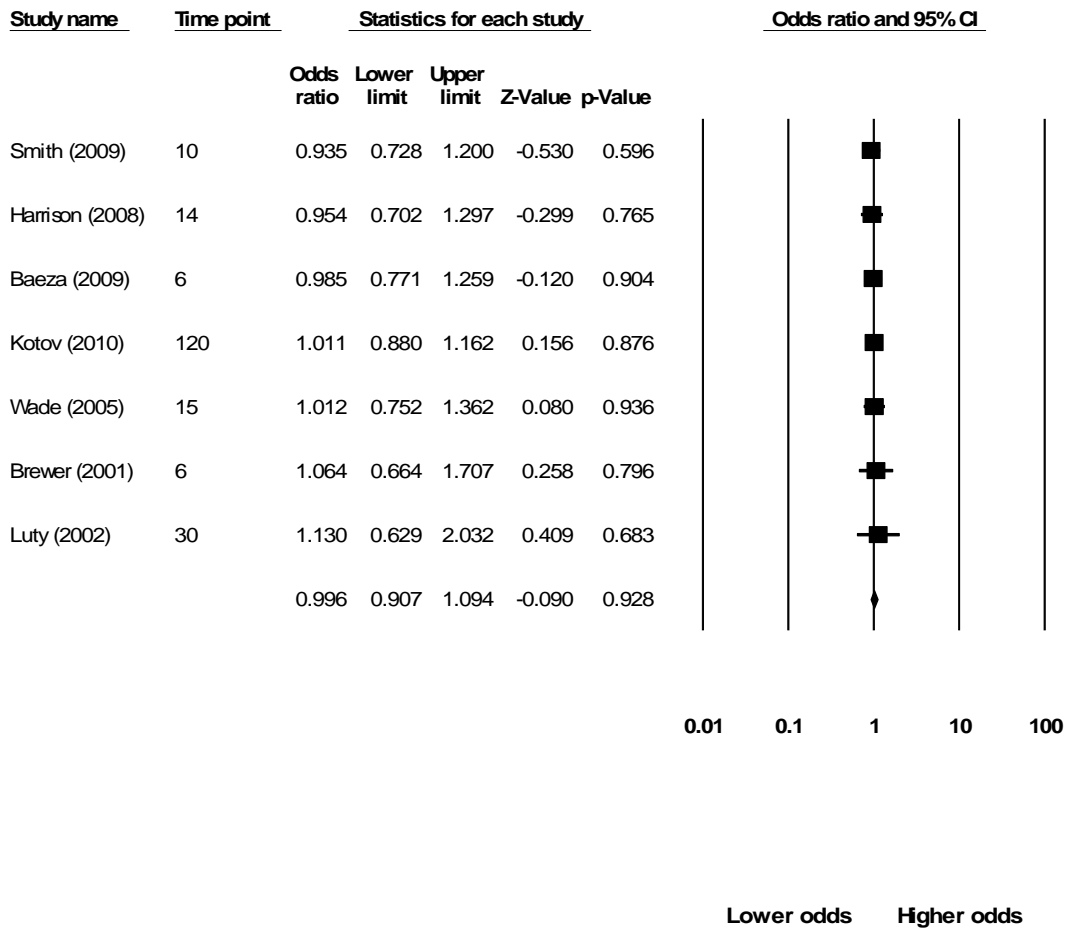 Study name Time point Statistics for each study Odds ratio and 95% CI
Odds Lower Upper
ratio limit limit Z-Value p-Value
Smith (2009) 10 0.935 0.728 1.200 -0.530 0.596
Harrison (2008) 14 0.954 0.702 1.297 -0.299 0.765
Baeza (2009) 6 0.985 0.771 1.259 -0.120 0.904
Kotov (2010) 120 1.011 0.880 1.162 0.156 0.876
Wade (2005) 15 1.012 0.752 1.362 0.080 0.936
Brewer (2001) 6 1.064 0.664 1.707 0.258 0.796
Luty (2002) 30 1.130 0.629 2.032 0.409 0.683
0.996 0.907 1.094 -0.090 0.928
0.01 0.1 1 10 100
Lower odds Higher odds